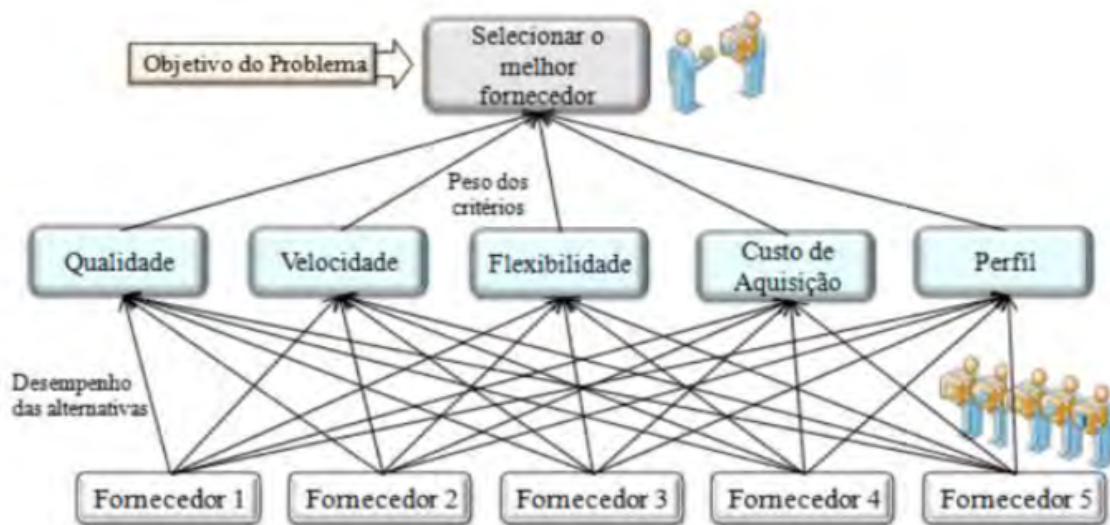 Objetivo do Problema
Selecionar o
melhor
fornecedor
Peso dos
critérios
Qualidade
Velocidade
Flexibilidade
Custo de
Aquisição
Perfil
Desempenho
das alternativas
Fornecedor 1
Fornecedor 2
Fornecedor 3
Fornecedor 4
Fornecedor 5